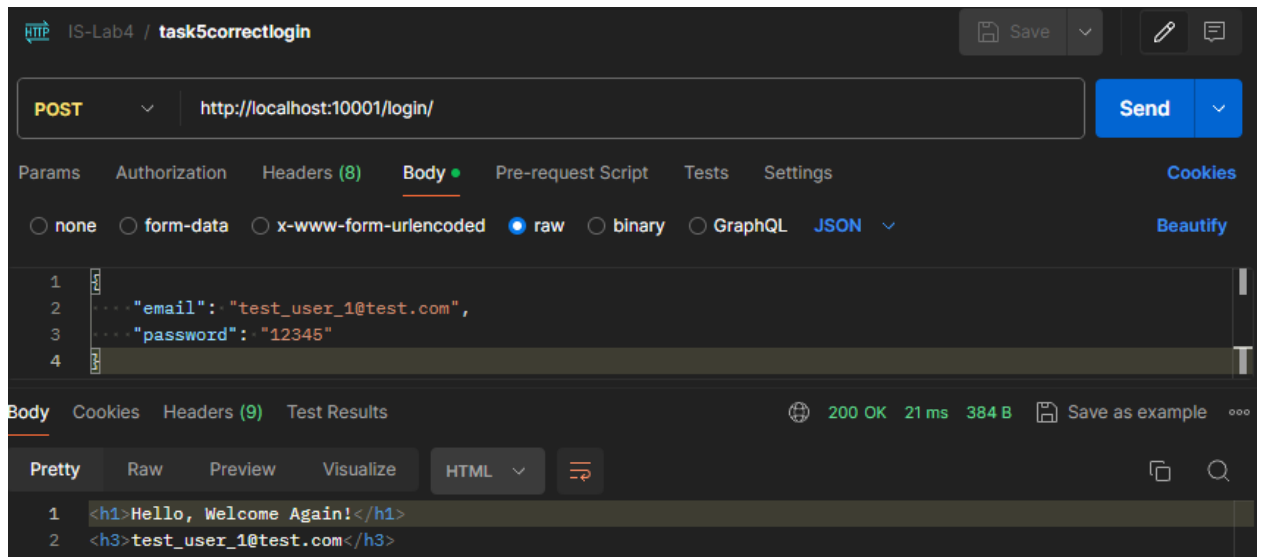 HTTP IS-Lab4 / task5correctlogin Save
POST http://localhost:10001/login/ Send
Params Authorization Headers (8) Body Pre-request Script Tests Settings Cookies
none form-data x-www-form-urlencoded raw binary GraphQL JSON Beautify
1 {
2 "email": "test_user_1@test.com",
3 "password": "12345"
4 }
Body Cookies Headers (9) Test Results 200 OK 21 ms 384 B Save as example
Pretty Raw Preview Visualize HTML
1 <h1>Hello, Welcome Again!</h1>
2 <h3>test_user_1@test.com</h3>